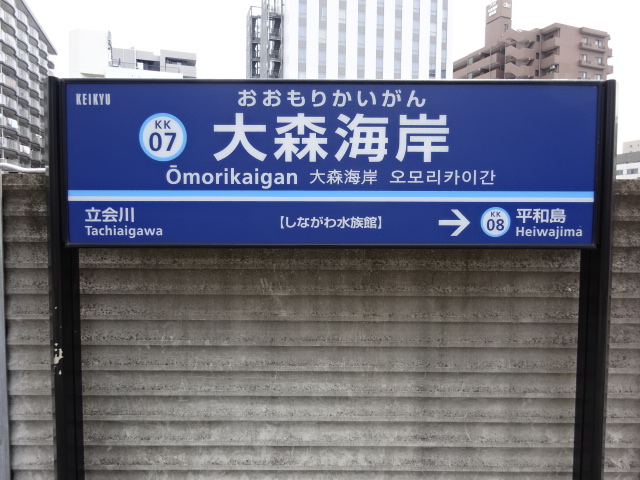 KEIKYU
おおもりかいがん
KK
07
大森海岸
Ōmorikaigan 大森海岸 오모리카이간
立会川
Tachiaigawa
【しながわ水族館】
→
KK
08
平和島
Heiwajima